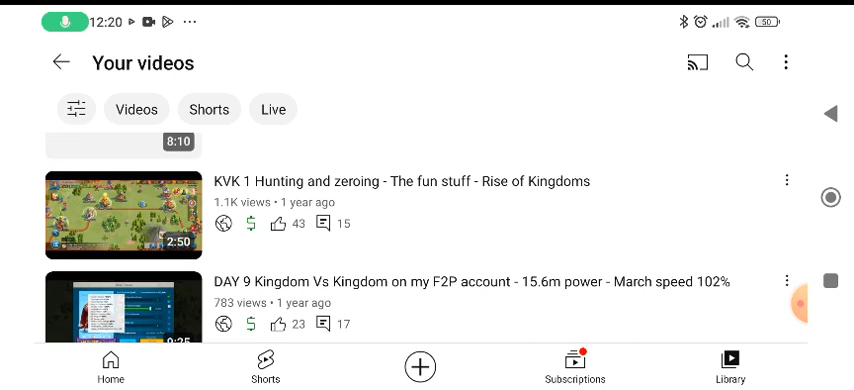 12:20
50
Your videos
Videos Shorts Live
8:10
KVK 1 Hunting and zeroing - The fun stuff - Rise of Kingdoms
1.1K views • 1 year ago
43 15
2:50
DAY 9 Kingdom Vs Kingdom on my F2P account - 15.6m power - March speed 102%
783 views • 1 year ago
23 17
9:25
Home Shorts Subscriptions Library